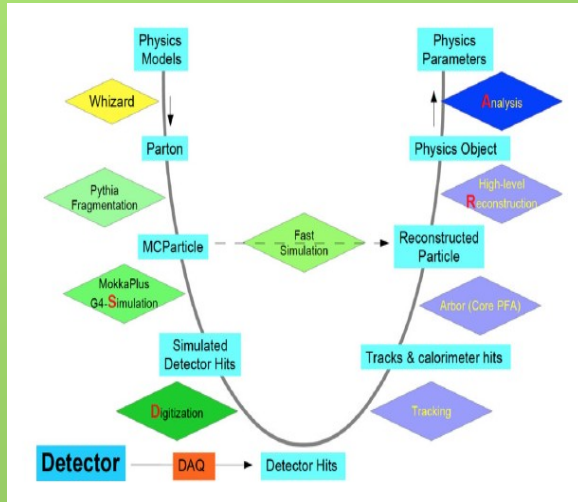 Physics
Models
Physics
Parameters
Whizard
Analysis
Parton
Physics Object
Pythia
Fragmentation
High-level
Reconstruction
MCParticle
Fast
Simulation
Reconstructed
Particle
MokkaPlus
G4-Simulation
Arbor (Core PFA)
Simulated
Detector Hits
Tracks & calorimeter hits
Digitization
Tracking
Detector
DAQ
Detector Hits